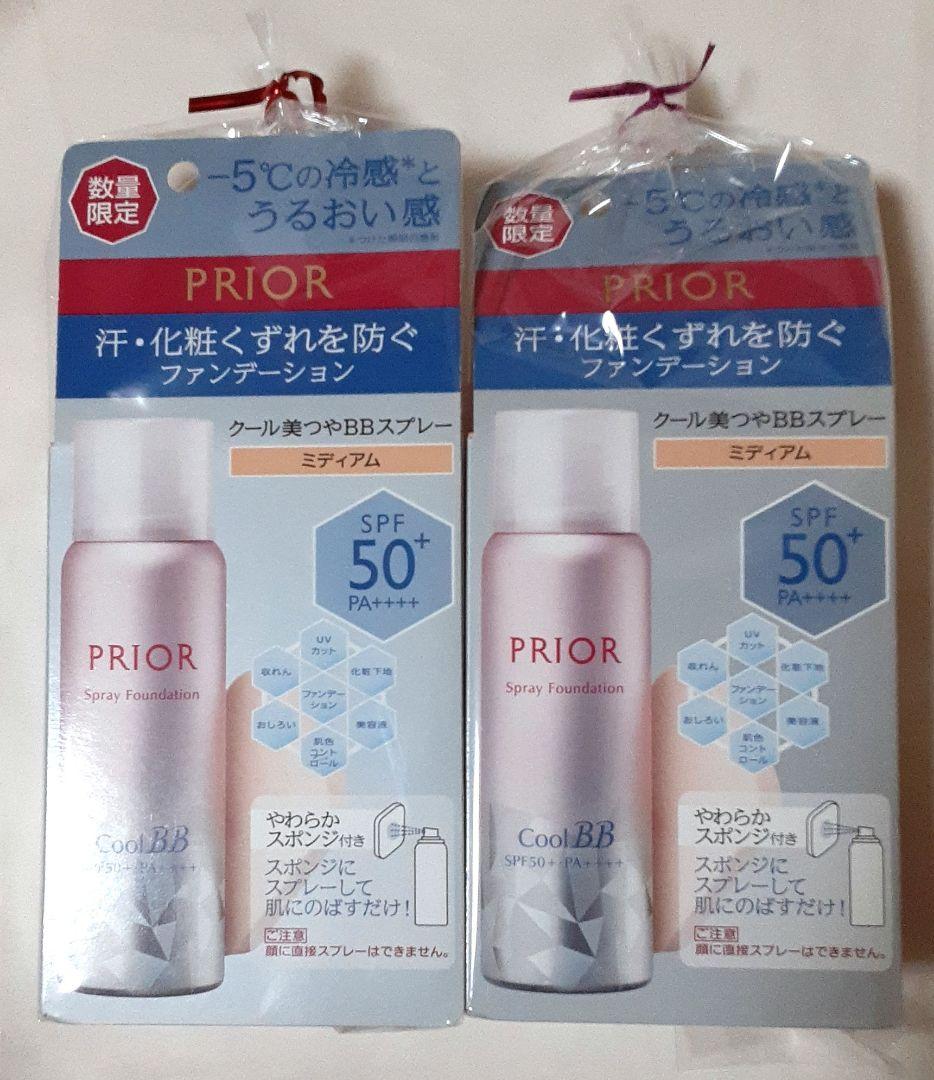 数量
限定
-5℃の冷感*と
うるおい感
PRIOR
汗・化粧くずれを防ぐ
ファンデーション
クール美つやBBスプレー
ミディアム
SPF
50+
PA++++
UV
カット
収れん
化粧下地
ファンデー
ション
おしろい
美容液
肌色
コント
ロール
PRIOR
Spray Foundation
Cool BB
SPF50+・PA++++
やわらか
スポンジ付き
スポンジに
スプレーして
肌にのばすだけ!
ご注意
顔に直接スプレーはできません。
数量
限定
-5℃の冷感*と
うるおい感
PRIOR
汗・化粧くずれを防ぐ
ファンデーション
クール美つやBBスプレー
ミディアム
SPF
50+
PA++++
UV
カット
収れん
化粧下地
ファンデー
ション
おしろい
美容液
肌色
コント
ロール
PRIOR
Spray Foundation
Cool BB
SPF50+・PA++++
やわらか
スポンジ付き
スポンジに
スプレーして
肌にのばすだけ!
ご注意
顔に直接スプレーはできません。